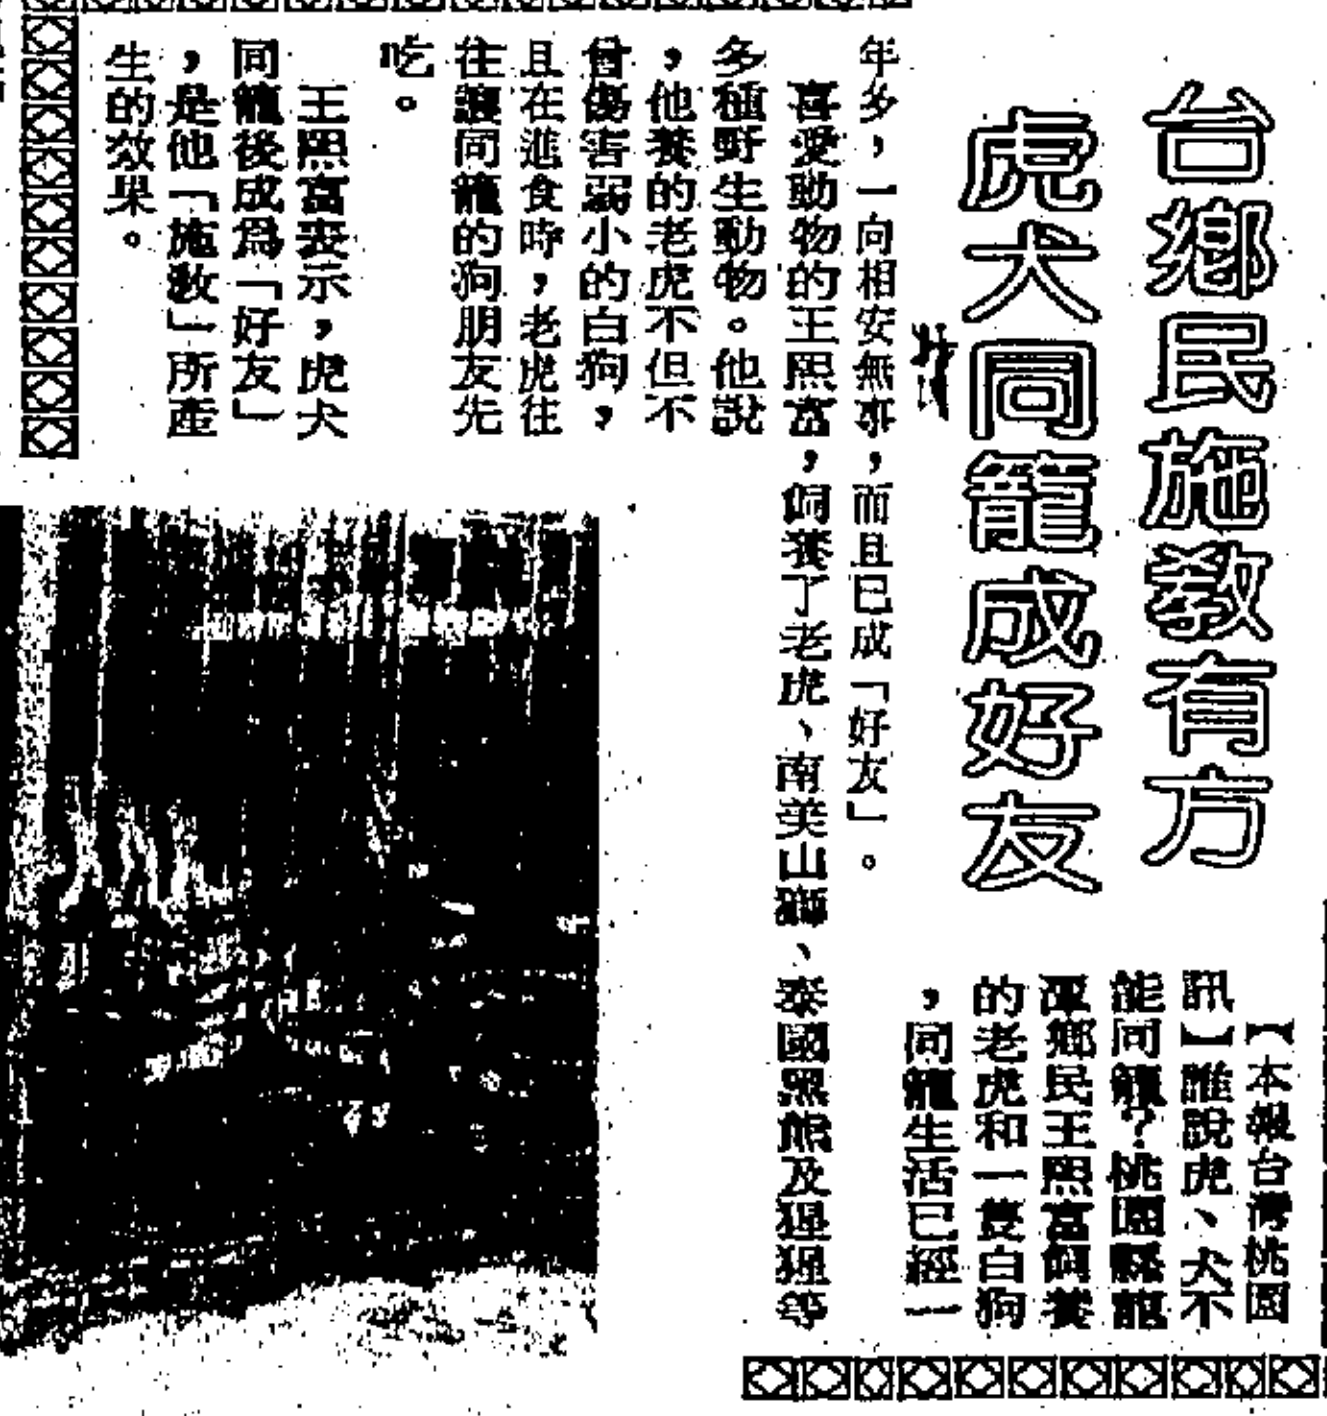 台鄉民施教有方
虎犬同籠成好友
【本報台灣桃園
訊】誰說虎、犬不
能同籠?桃園縣龍
潭鄉民王熙富飼養
的老虎和一隻白狗
,同籠生活已經一
年多,一向相安無事,而且已成「好友」。
喜愛動物的王熙富,飼養了老虎、南美山獅、泰國黑熊及猩猩等
多種野生動物。他說
,他養的老虎不但不
曾傷害弱小的白狗,
且在進食時,老虎往
往讓同籠的狗朋友先
吃。
王熙富表示,虎犬
同籠後成爲「好友」
,是他「施教」所產
生的效果。